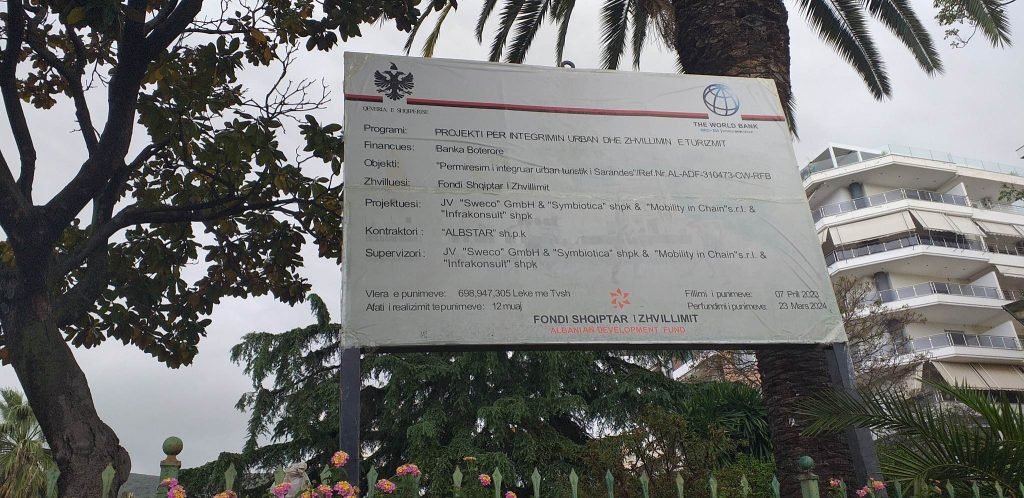 QEVERIA E SHQIPERISE
THE WORLD BANK
Programi: PROJEKTI PER INTEGRIMIN URBAN DHE ZHVILLIMIN E TURIZMIT
Financues: Banka Boterore
Objekti: "Permiresim i integruar urban-turistik i Sarandes"/Ref.Nr.AL-ADF-310473-CW-RFB
Zhvilluesi: Fondi Shqiptar i Zhvillimit
Projektuesi: JV "Sweco" GmbH & "Symbiotica" shpk & "Mobility in Chain"s.r.l. &
"Infrakonsult" shpk
Kontraktori : "ALBSTAR" sh.p.k
Supervizori : JV "Sweco" GmbH & "Symbiotica" shpk & "Mobility in Chain"s.r.l. &
"Infrakonsult" shpk
Vlera e punimeve: 698,947,305 Leke me Tvsh Fillimi i punimeve: 07 Prill 2023
Afati i realizimit te punimeve: 12 muaj Perfundimi i punimeve: 23 Mars 2024
FONDI SHQIPTAR I ZHVILLIMIT
ALBANIAN DEVELOPMENT FUND